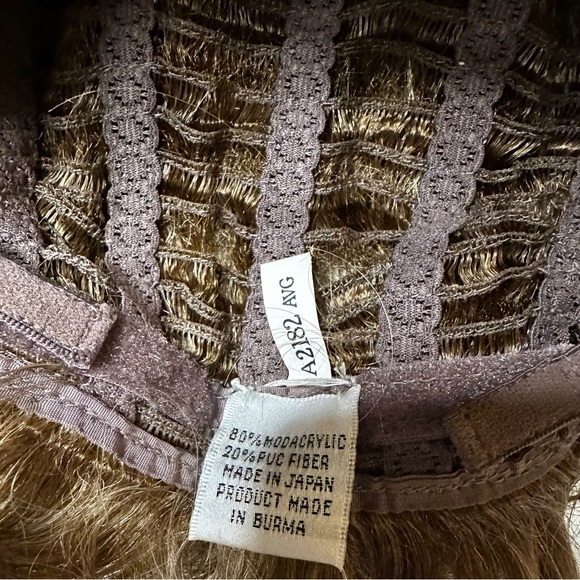 A2182 AVG
80% MODACRYLIC
20% PVC FIBER
MADE IN JAPAN
PRODUCT MADE
IN BURMA